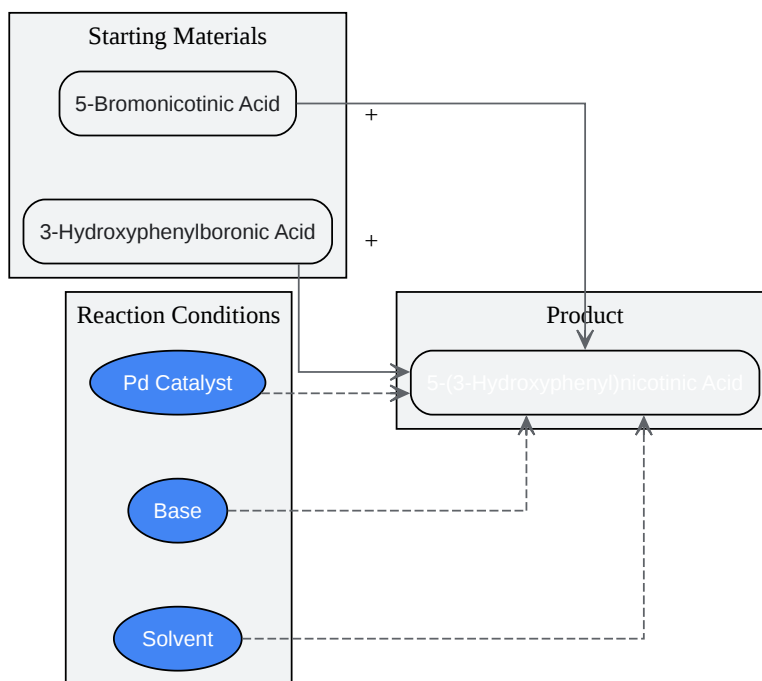 Starting Materials
5-Bromonicotinic Acid
+
3-Hydroxyphenylboronic Acid
+
Reaction Conditions
Pd Catalyst
Base
Solvent
Product
5-(3-Hydroxyphenyl)nicotinic Acid